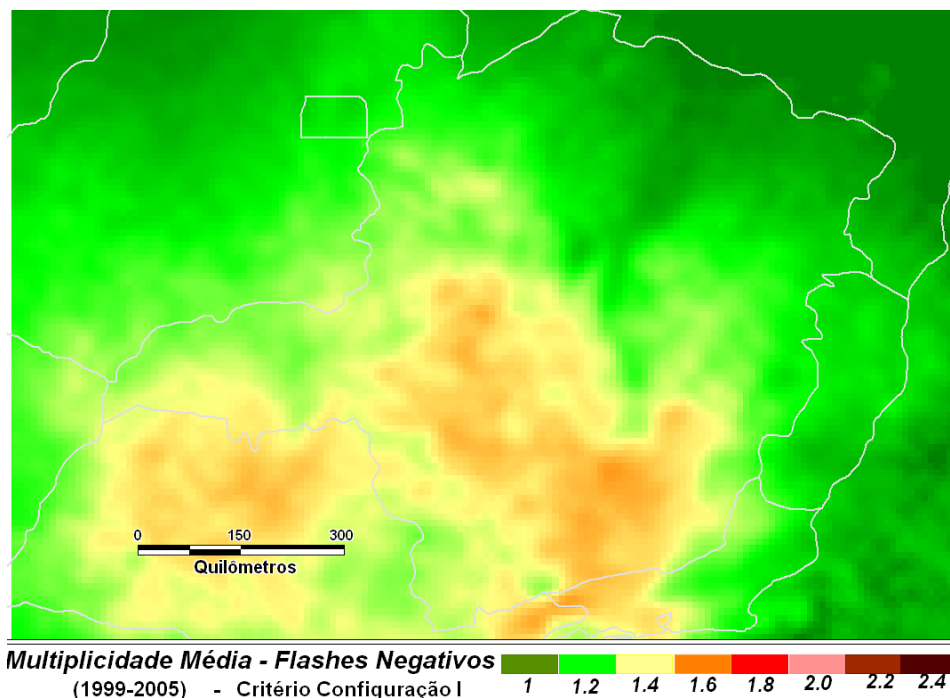 0 150 300
Quilômetros
Multiplicidade Média - Flashes Negativos
(1999-2005) - Critério Configuração I
1 1.2 1.4 1.6 1.8 2.0 2.2 2.4